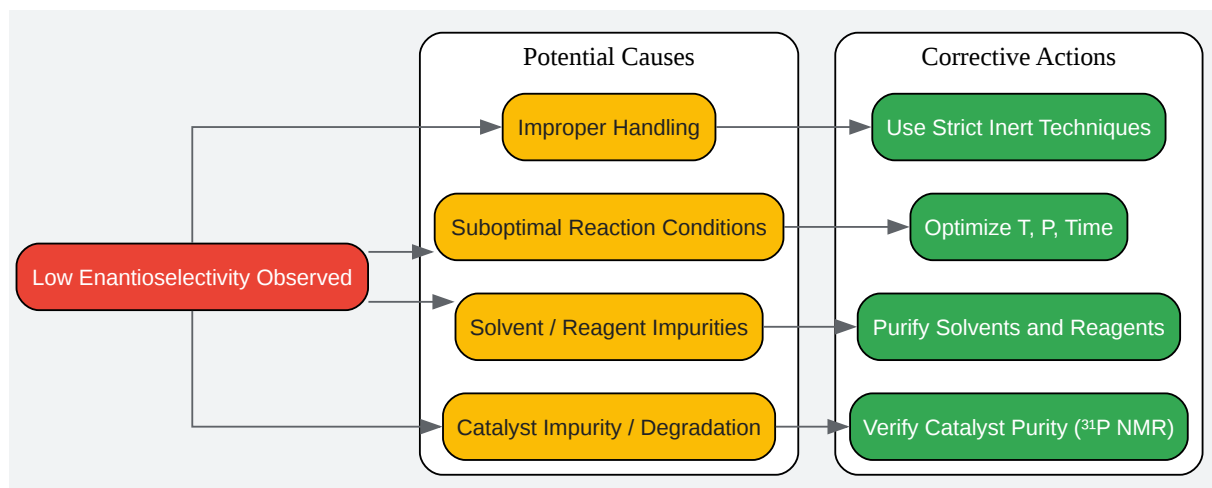 Potential Causes
Corrective Actions
Improper Handling
Use Strict Inert Techniques
Suboptimal Reaction Conditions
Optimize T, P, Time
Low Enantioselectivity Observed
Solvent / Reagent Impurities
Purify Solvents and Reagents
Catalyst Impurity / Degradation
Verify Catalyst Purity (³¹P NMR)